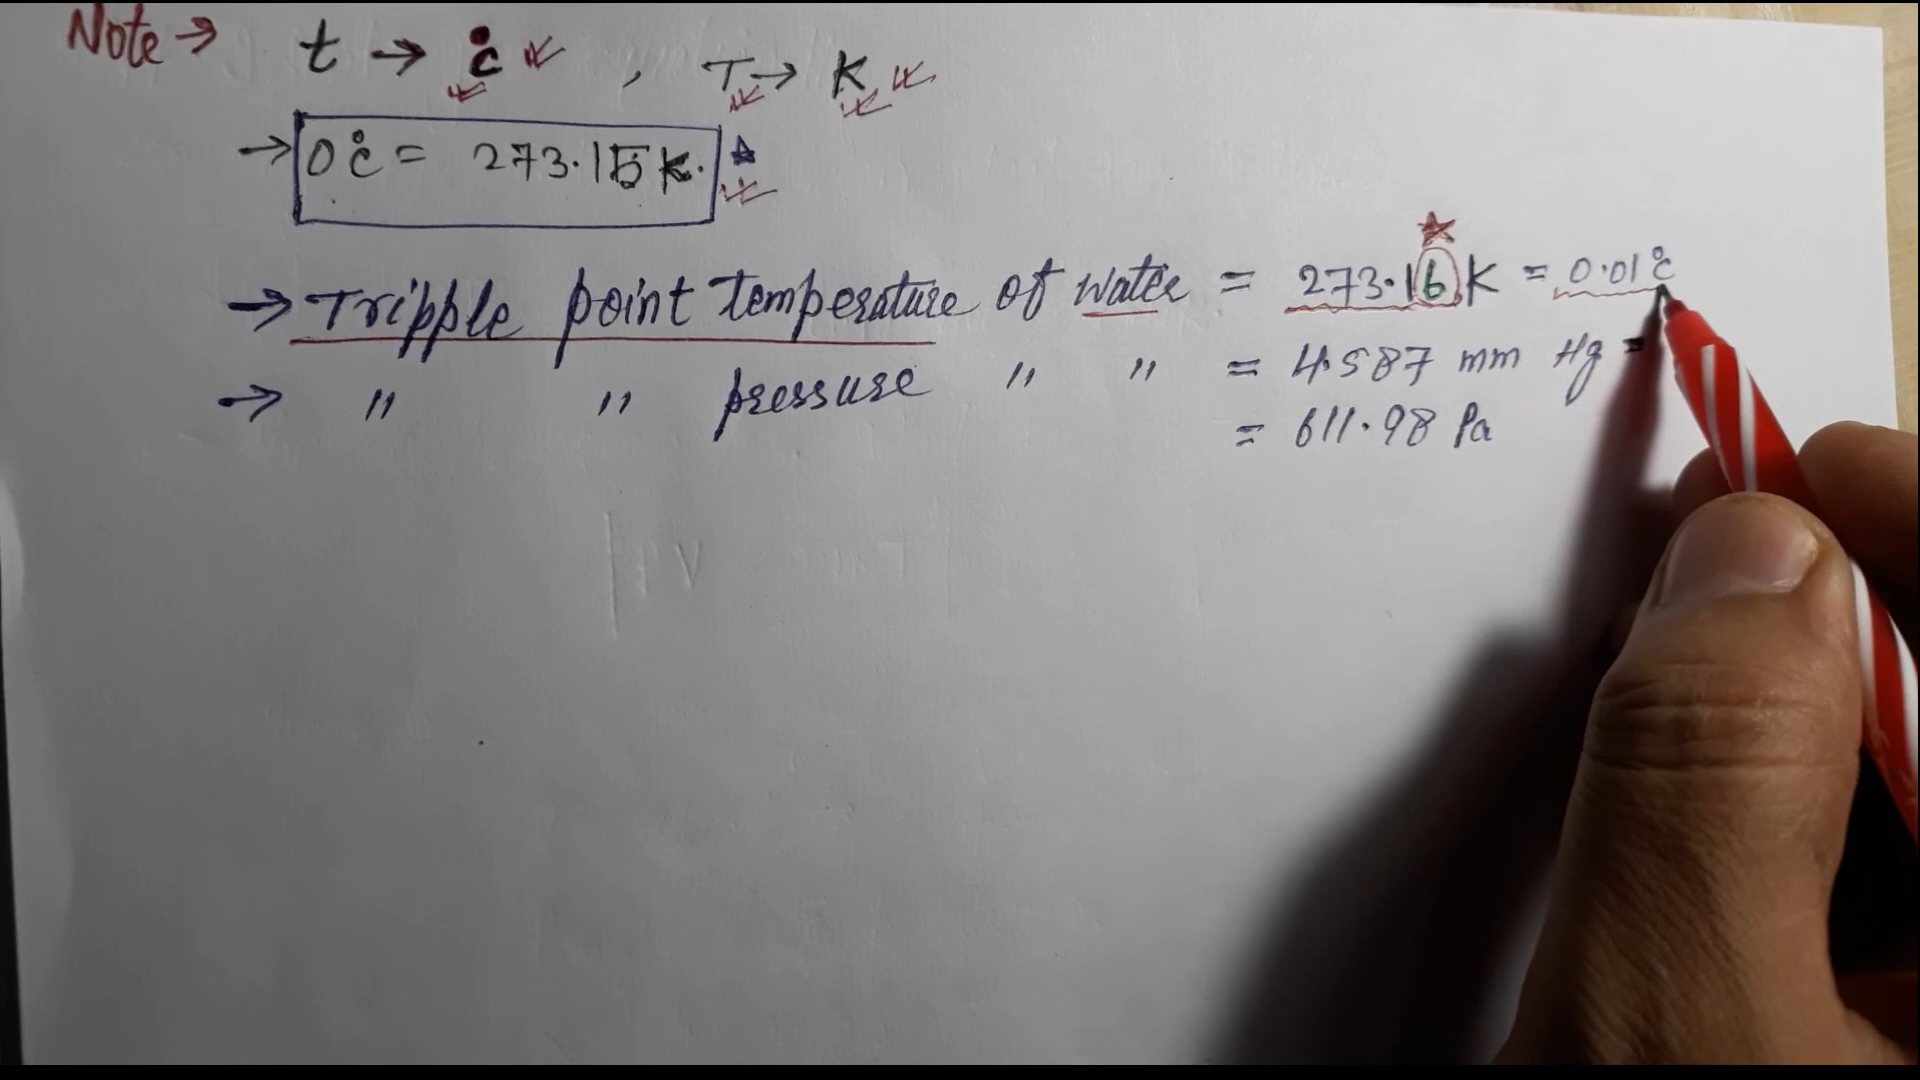 Note → t → °c , T → K
→ 0°c = 273.15 K.
→ Tripple point temperature of water = 273.16 K = 0.01°c
→ " " pressure " " = 4.587 mm Hg =
= 611.98 Pa